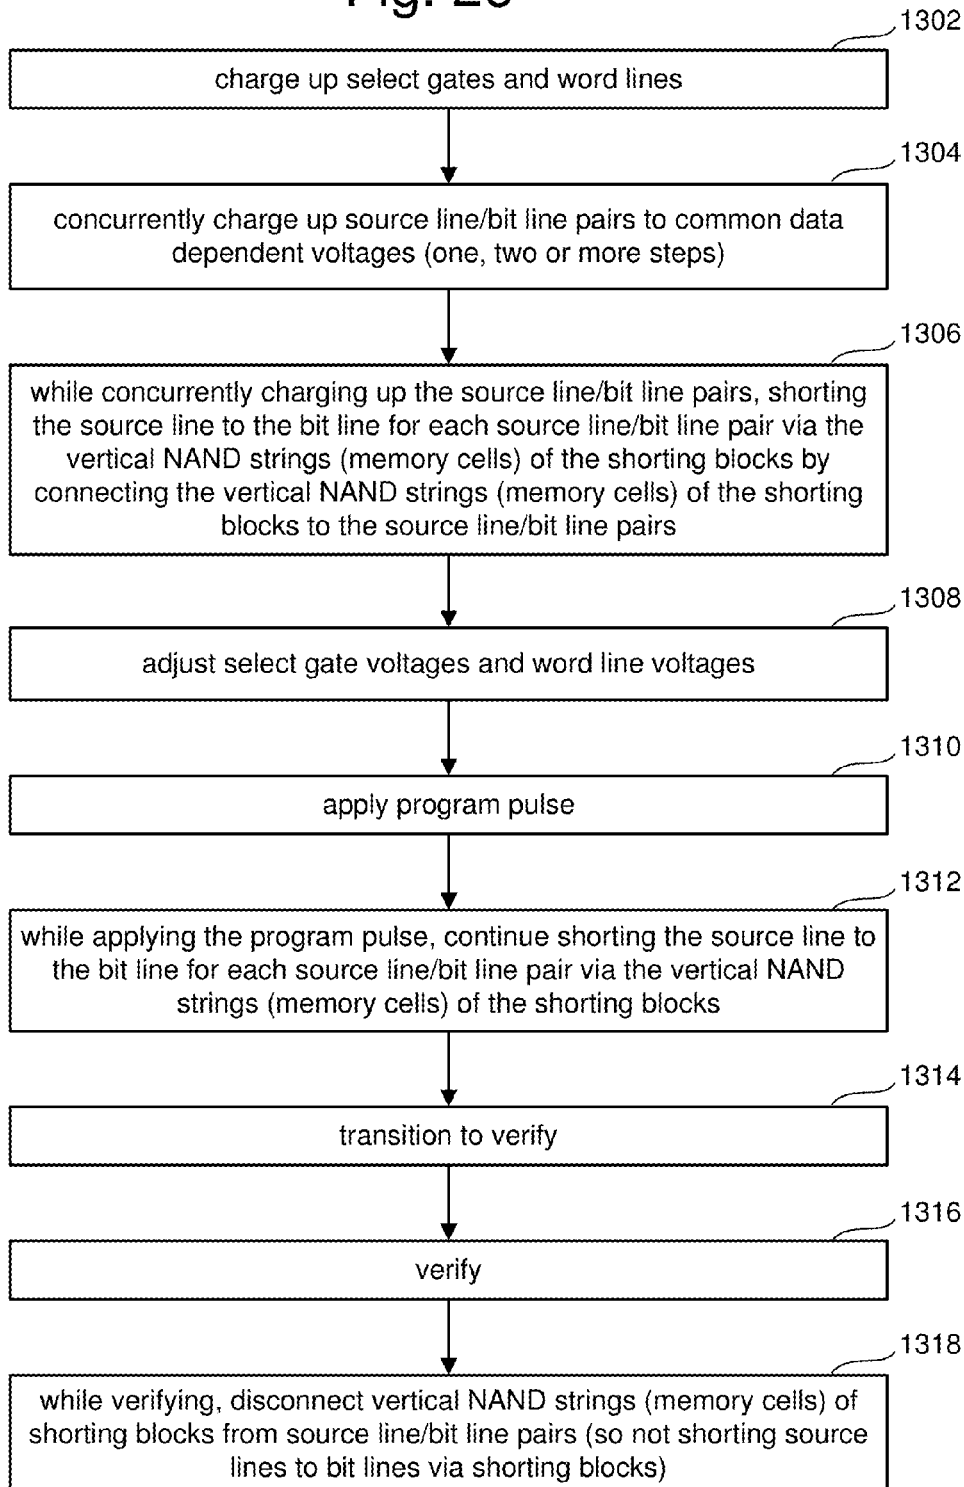 1302
charge up select gates and word lines
1304
concurrently charge up source line/bit line pairs to common data
dependent voltages (one, two or more steps)
1306
while concurrently charging up the source line/bit line pairs, shorting
the source line to the bit line for each source line/bit line pair via the
vertical NAND strings (memory cells) of the shorting blocks by
connecting the vertical NAND strings (memory cells) of the shorting
blocks to the source line/bit line pairs
1308
adjust select gate voltages and word line voltages
1310
apply program pulse
1312
while applying the program pulse, continue shorting the source line to
the bit line for each source line/bit line pair via the vertical NAND
strings (memory cells) of the shorting blocks
1314
transition to verify
1316
verify
1318
while verifying, disconnect vertical NAND strings (memory cells) of
shorting blocks from source line/bit line pairs (so not shorting source
lines to bit lines via shorting blocks)